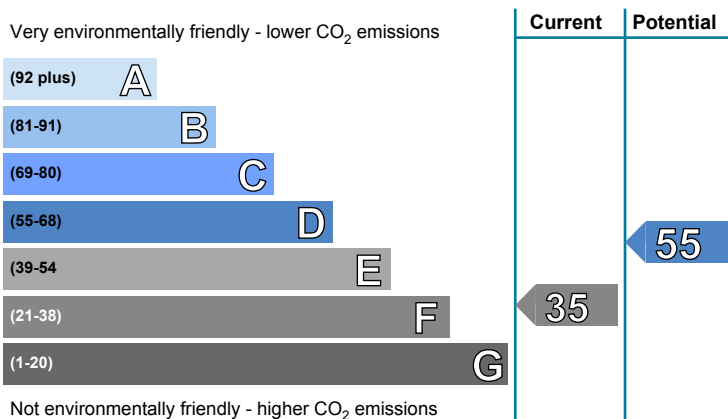 Current Potential
Very environmentally friendly - lower CO2 emissions
(92 plus) A
(81-91) B
(69-80) C
(55-68) D
55
(39-54 E
(21-38) F
35
(1-20) G
Not environmentally friendly - higher CO2 emissions